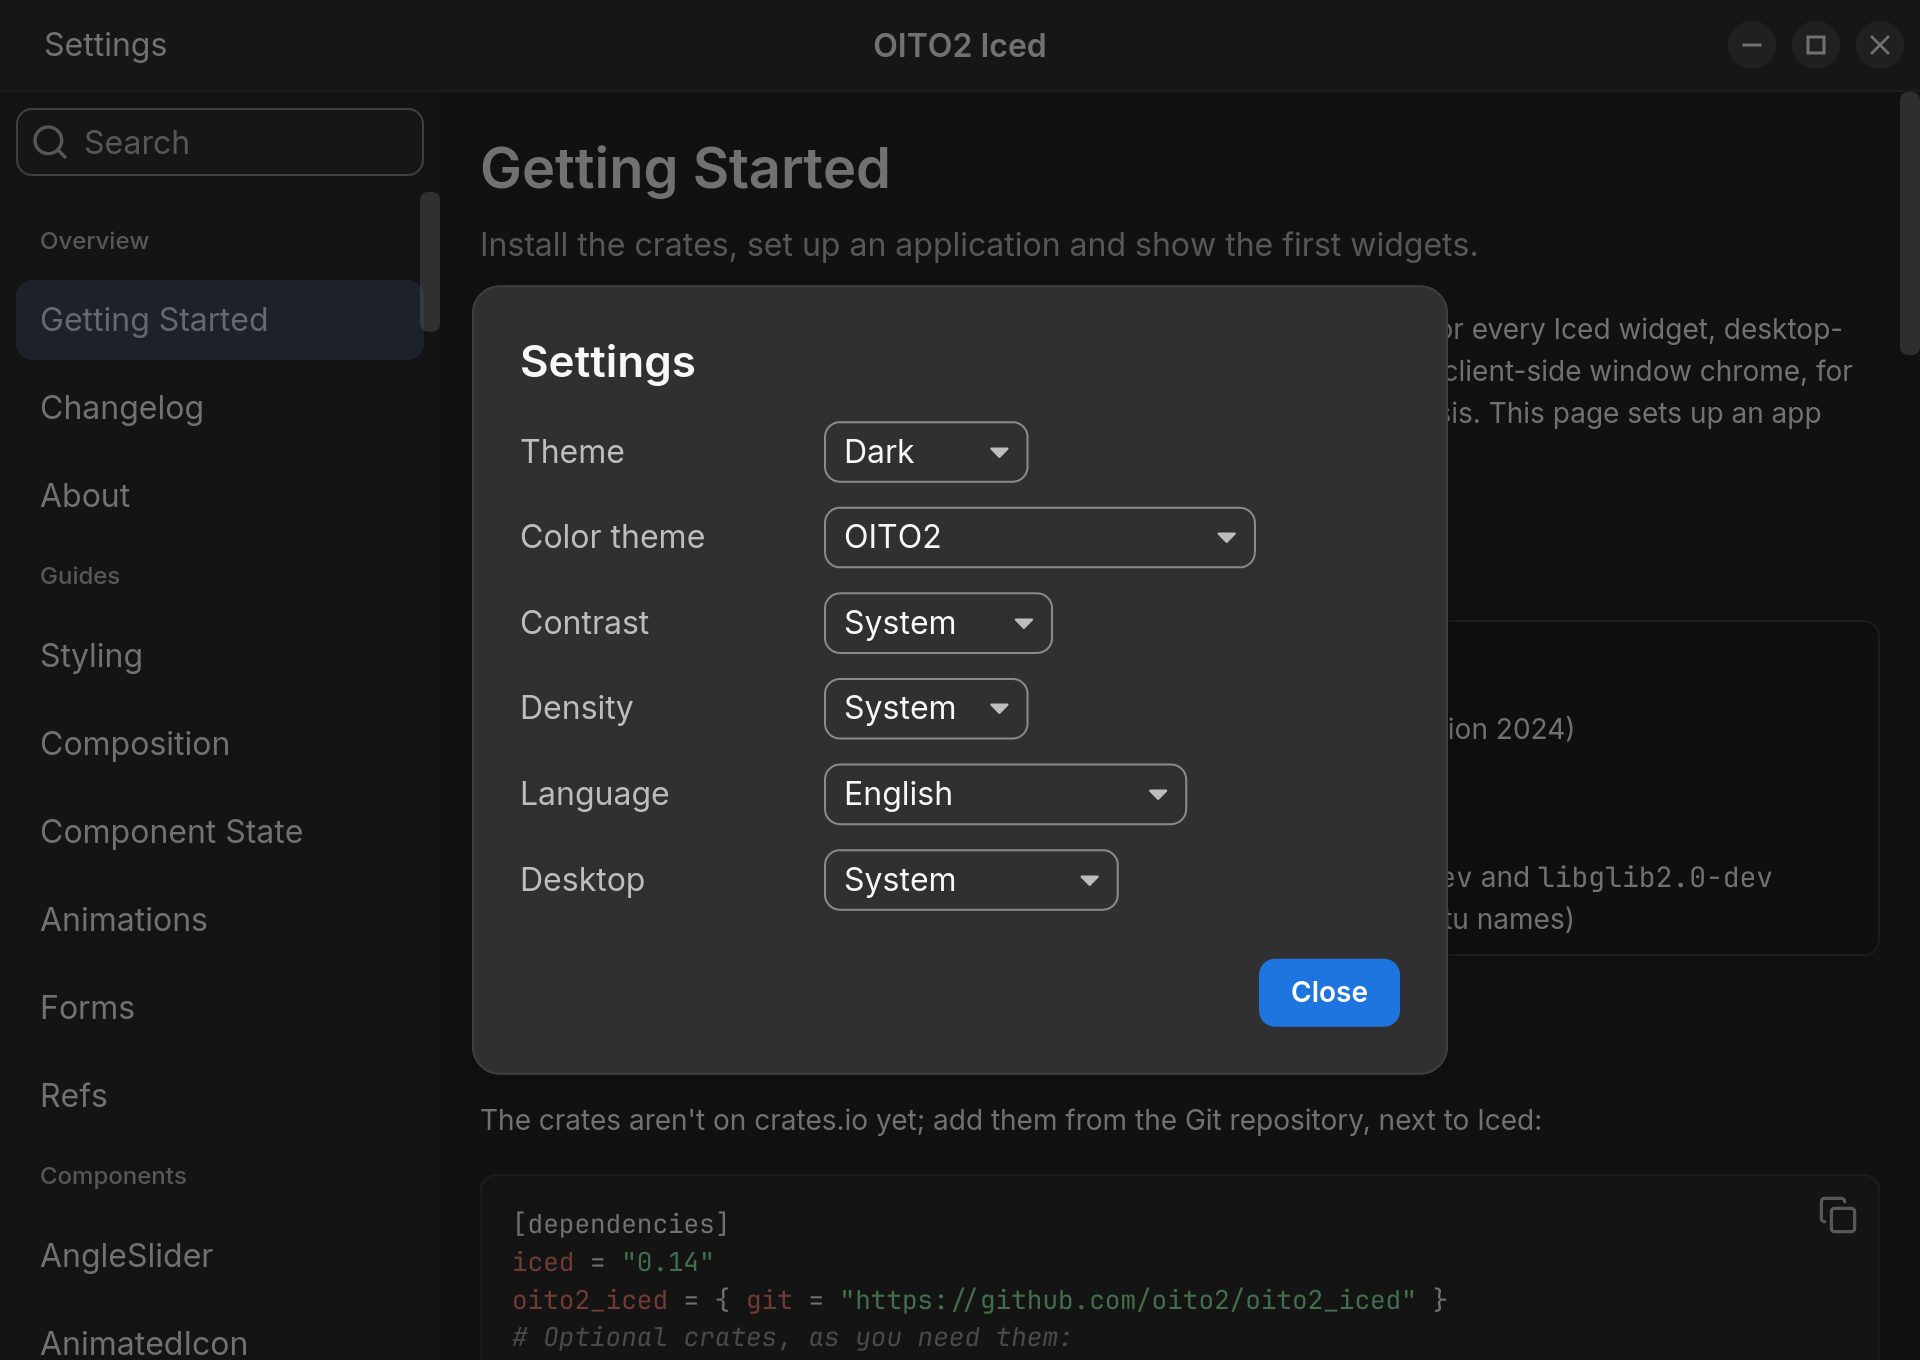 Settings
OITO2 Iced
Search
Overview
Getting Started
Changelog
About
Guides
Styling
Composition
Component State
Animations
Forms
Refs
Components
AngleSlider
AnimatedIcon
Getting Started
Install the crates, set up an application and show the first widgets.
or every Iced widget, desktop-
client-side window chrome, for
sis. This page sets up an app
ion 2024)
ev and libglib2.0-dev
tu names)
Settings
Theme Dark
Color theme OITO2
Contrast System
Density System
Language English
Desktop System
Close
The crates aren't on crates.io yet; add them from the Git repository, next to Iced:
[dependencies]
iced = "0.14"
oito2_iced = { git = "https://github.com/oito2/oito2_iced" }
# Optional crates, as you need them: